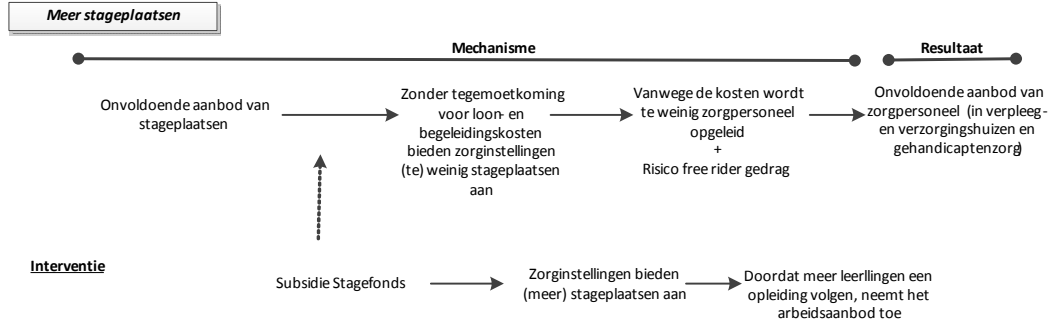 Meer stageplaatsen
Mechanisme
Resultaat
Onvoldoende aanbod van
stageplaatsen
Zonder tegemoetkoming
voor loon- en
begeleidingskosten
bieden zorginstellingen
(te) weinig stageplaatsen
aan
Vanwege de kosten wordt
te weinig zorgpersoneel
opgeleid
+
Risico free rider gedrag
Onvoldoende aanbod van
zorgpersoneel (in verpleeg-
en verzorgingshuizen en
gehandicaptenzorg)
Interventie
Subsidie Stagefonds
Zorginstellingen bieden
(meer) stageplaatsen aan
Doordat meer leerllingen een
opleiding volgen, neemt het
arbeidsaanbod toe